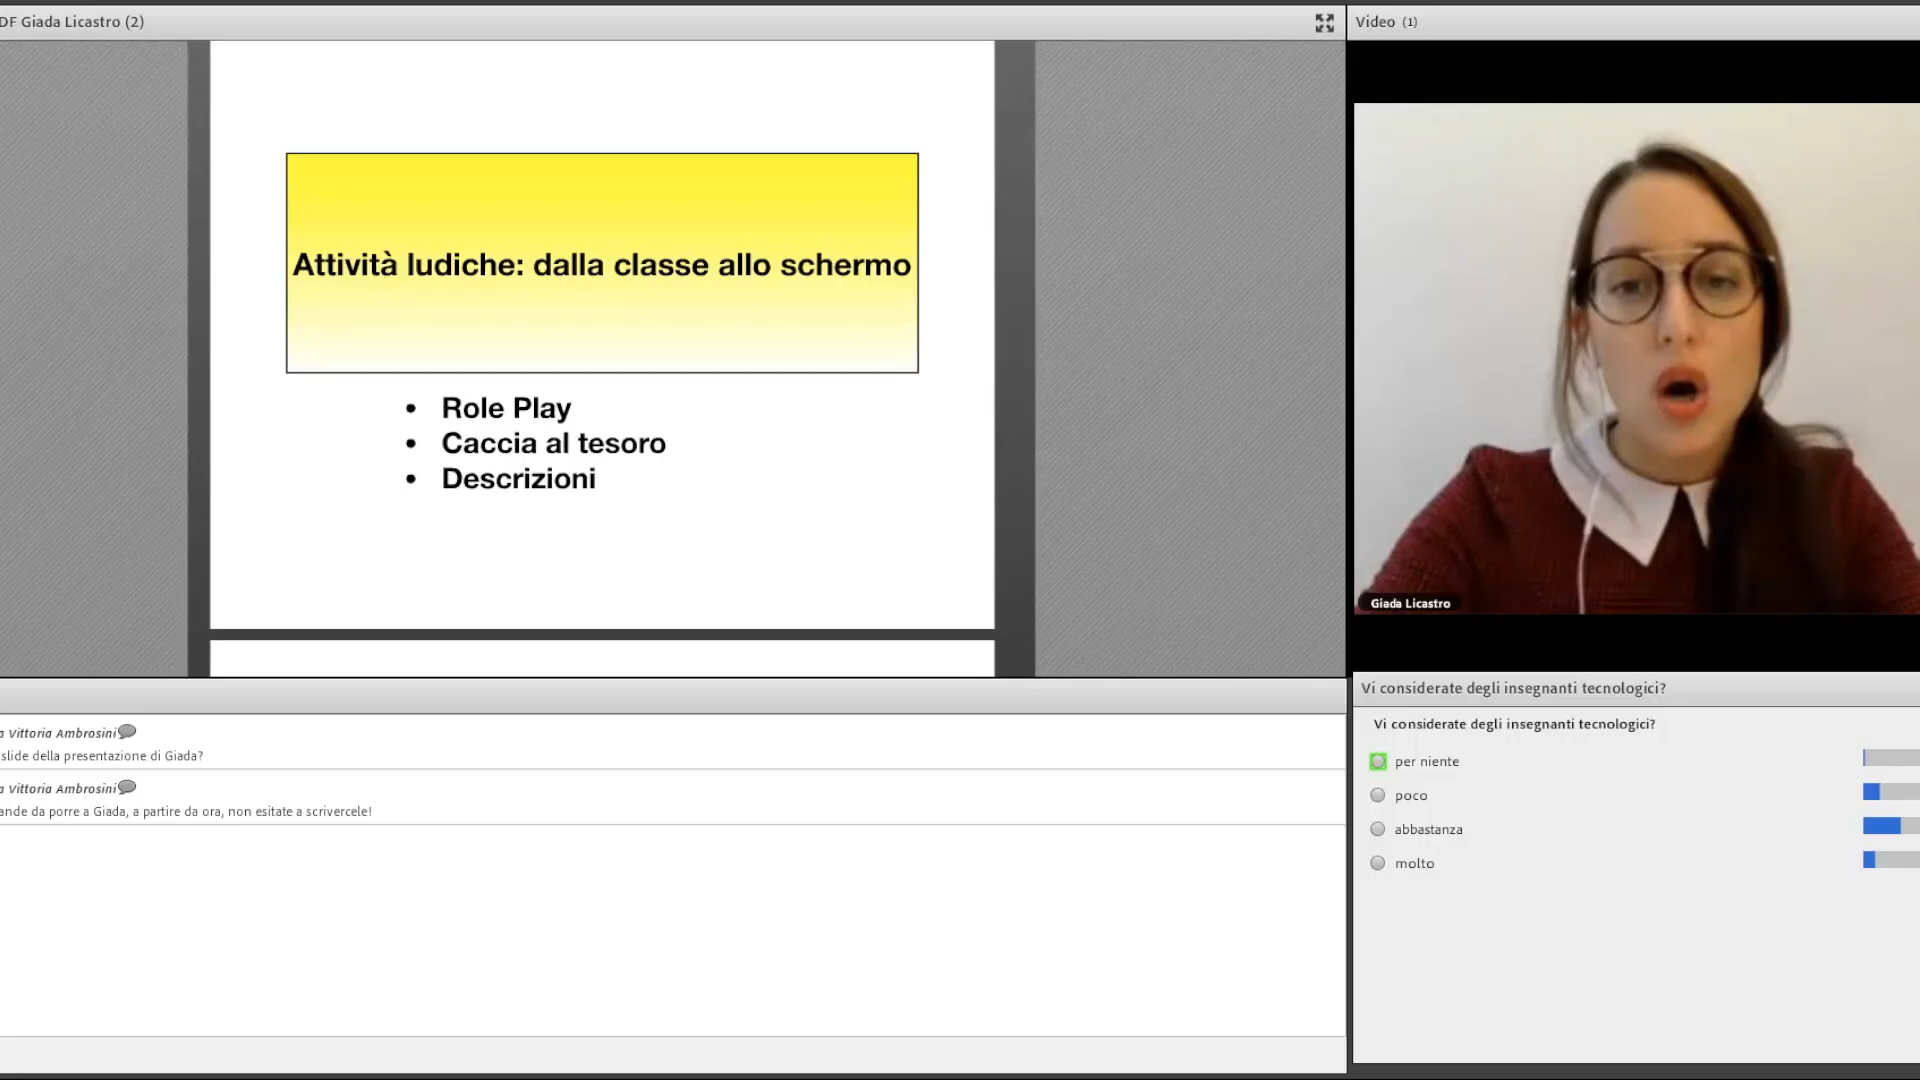 DF Giada Licastro (2)
Video (1)
Attività ludiche: dalla classe allo schermo
• Role Play
• Caccia al tesoro
• Descrizioni
Giada Licastro
a Vittoria Ambrosini
slide della presentazione di Giada?
a Vittoria Ambrosini
ande da porre a Giada, a partire da ora, non esitate a scrivercele!
Vi considerate degli insegnanti tecnologici?
Vi considerate degli insegnanti tecnologici?
per niente
poco
abbastanza
molto